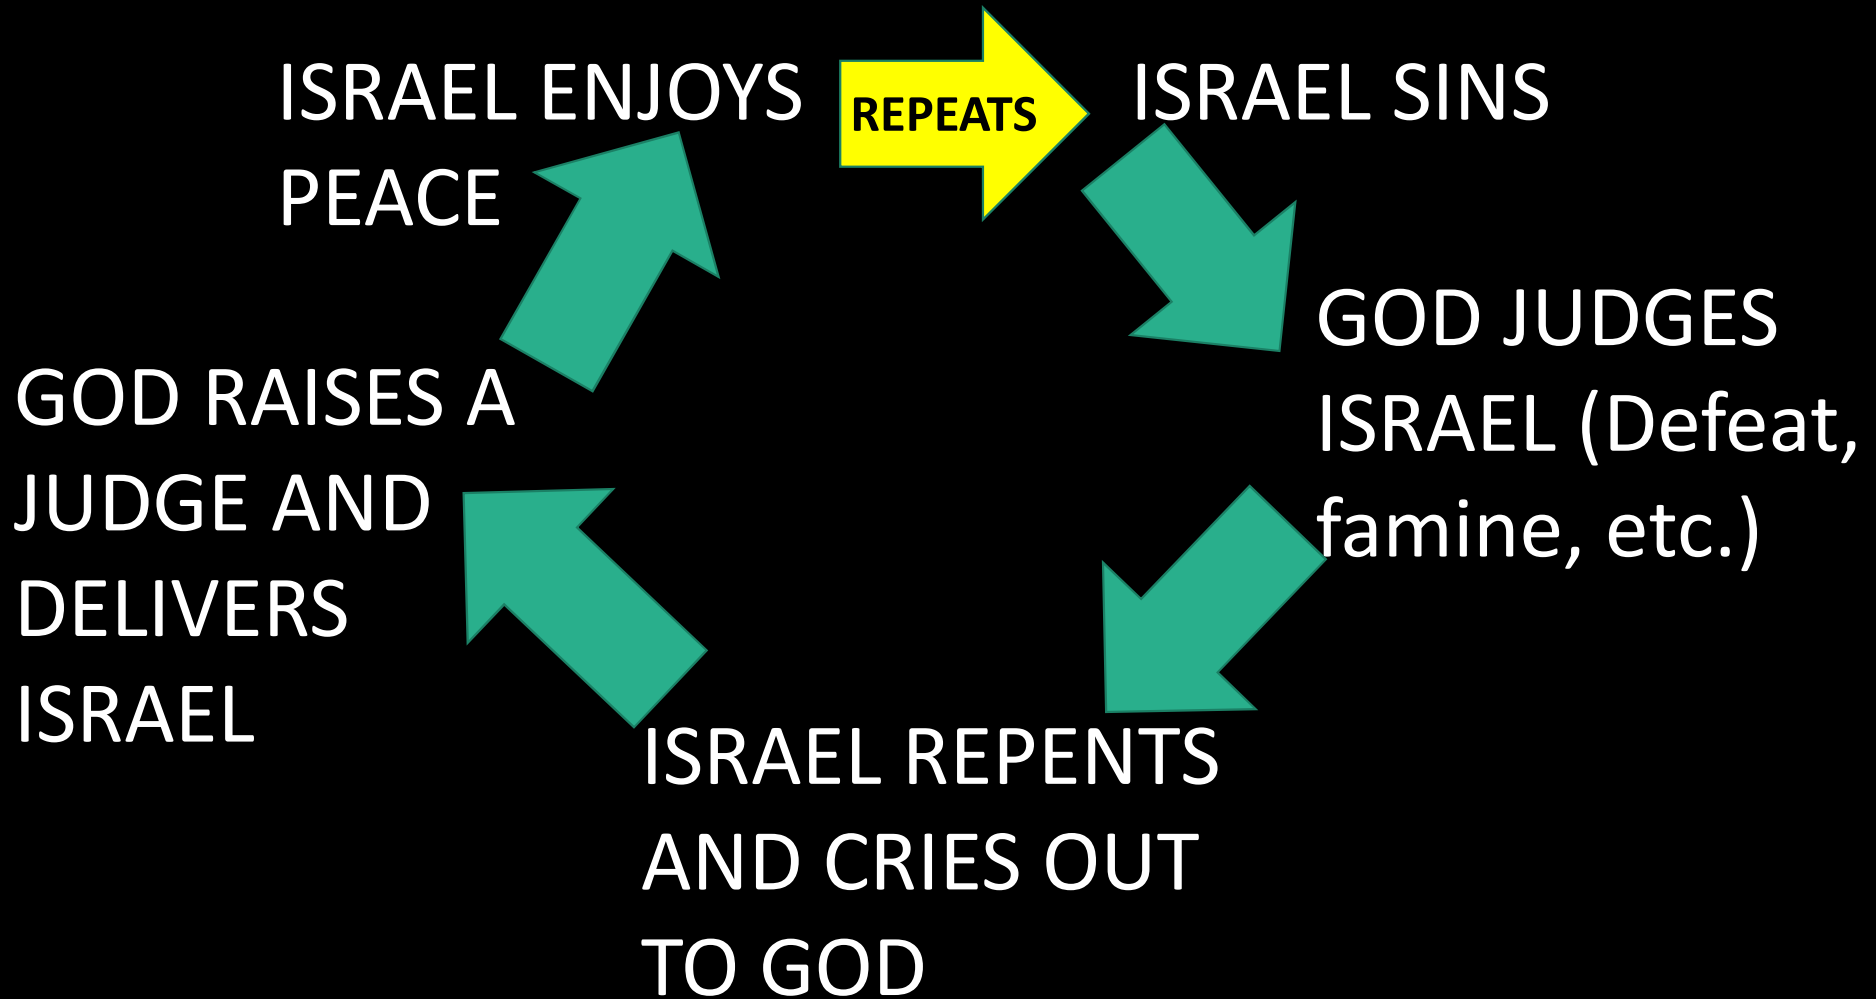 ISRAEL ENJOYS
PEACE
REPEATS
ISRAEL SINS
GOD JUDGES
ISRAEL (Defeat,
famine, etc.)
ISRAEL REPENTS
AND CRIES OUT
TO GOD
GOD RAISES A
JUDGE AND
DELIVERS
ISRAEL